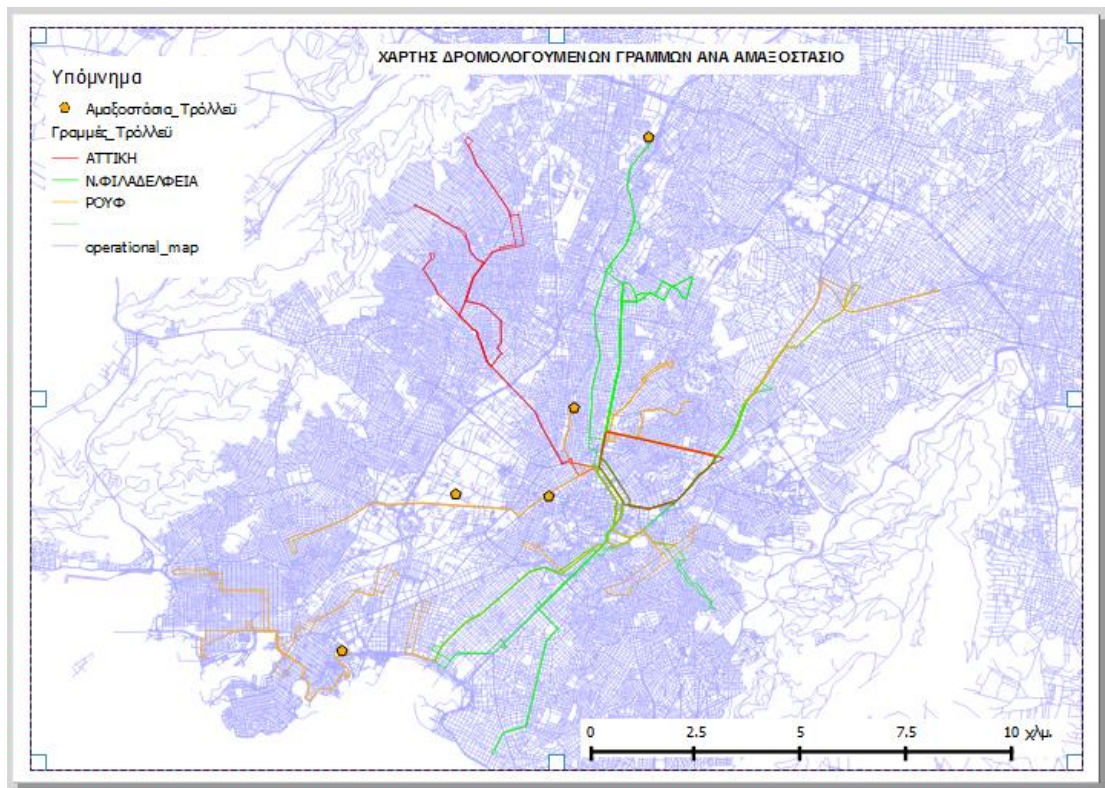 ΧΑΡΤΗΣ ΔΡΟΜΟΛΟΓΟΥΜΕΝΩΝ ΓΡΑΜΜΩΝ ΑΝΑ ΑΜΑΞΟΣΤΑΣΙΟ
Υπόμνημα
Αμαξοστάσια_Τρόλλεϋ
Γραμμές_Τρόλλεϋ
ΑΤΤΙΚΗ
Ν.ΦΙΛΑΔΕΛΦΕΙΑ
ΡΟΥΦ
operational_map
0 2.5 5 7.5 10 χλμ.